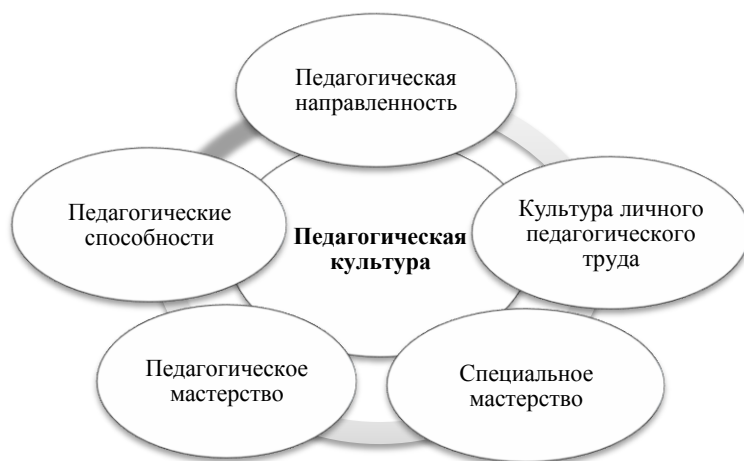 Педагогическая
направленность
Педагогические
способности
Педагогическая
культура
Культура личного
педагогического
труда
Педагогическое
мастерство
Специальное
мастерство